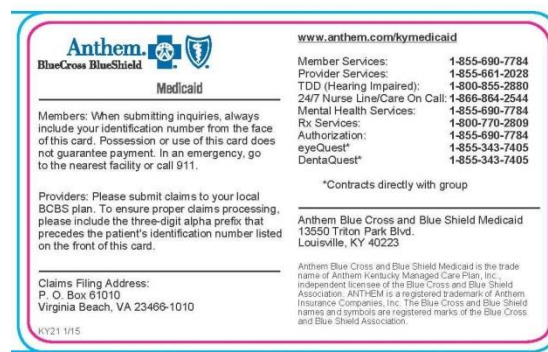 Anthem.
BlueCross BlueShield
Medicaid
Members: When submitting inquiries, always
include your identification number from the face
of this card. Possession or use of this card does
not guarantee payment. In an emergency, go
to the nearest facility or call 911.
Providers: Please submit claims to your local
BCBS plan. To ensure proper claims processing,
please include the three-digit alpha prefix that
precedes the patient's identification number listed
on the front of this card.
Claims Filing Address:
P. O. Box 61010
Virginia Beach, VA 23466-1010
KY21 1/15
www.anthem.com/kymedicaid
Member Services: 1-855-690-7784
Provider Services: 1-855-661-2028
TDD (Hearing Impaired): 1-800-855-2880
24/7 Nurse Line/Care On Call: 1-866-864-2544
Mental Health Services: 1-855-690-7784
Rx Services: 1-800-770-2809
Authorization: 1-855-690-7784
eyeQuest* 1-855-343-7405
DentaQuest* 1-855-343-7405
*Contracts directly with group
Anthem Blue Cross and Blue Shield Medicaid
13550 Triton Park Blvd.
Louisville, KY 40223
Anthem Blue Cross and Blue Shield Medicaid is the trade
name of Anthem Kentucky Managed Care Plan, Inc.,
independent licensee of the Blue Cross and Blue Shield
Association. ANTHEM is a registered trademark of Anthem
Insurance Companies, Inc. The Blue Cross and Blue Shield
names and symbols are registered marks of the Blue Cross
and Blue Shield Association.